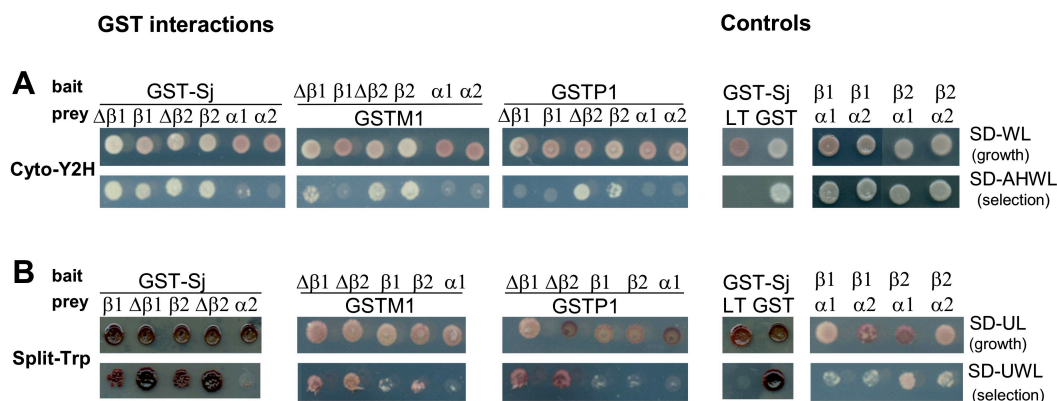 GST interactions Controls
A bait GST-Sj Δβ1 β1 Δβ2 β2 α1 α2 GSTP1 GST-Sj β1 β1 β2 β2
prey Δβ1 β1 Δβ2 β2 α1 α2 GSTM1 Δβ1 β1 Δβ2 β2 α1 α2 LT GST α1 α2 α1 α2
SD-WL
(growth)
Cyto-Y2H
SD-AHWL
(selection)
B bait GST-Sj Δβ1 Δβ2 β1 β2 α1 Δβ1 Δβ2 β1 β2 α1 GST-Sj β1 β1 β2 β2
prey β1 Δβ1 β2 Δβ2 α2 GSTM1 GSTP1 LT GST α1 α2 α1 α2
SD-UL
(growth)
Split-Trp
SD-UWL
(selection)